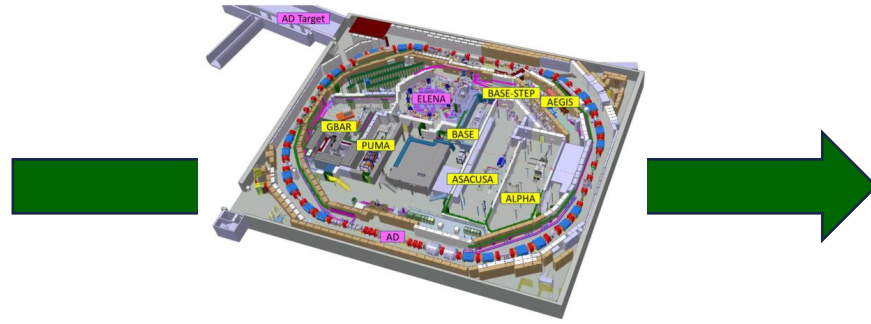 AD Target
ELENA
BASE-STEP
AEGIS
GBAR
BASE
PUMA
ASACUSA
ALPHA
AD